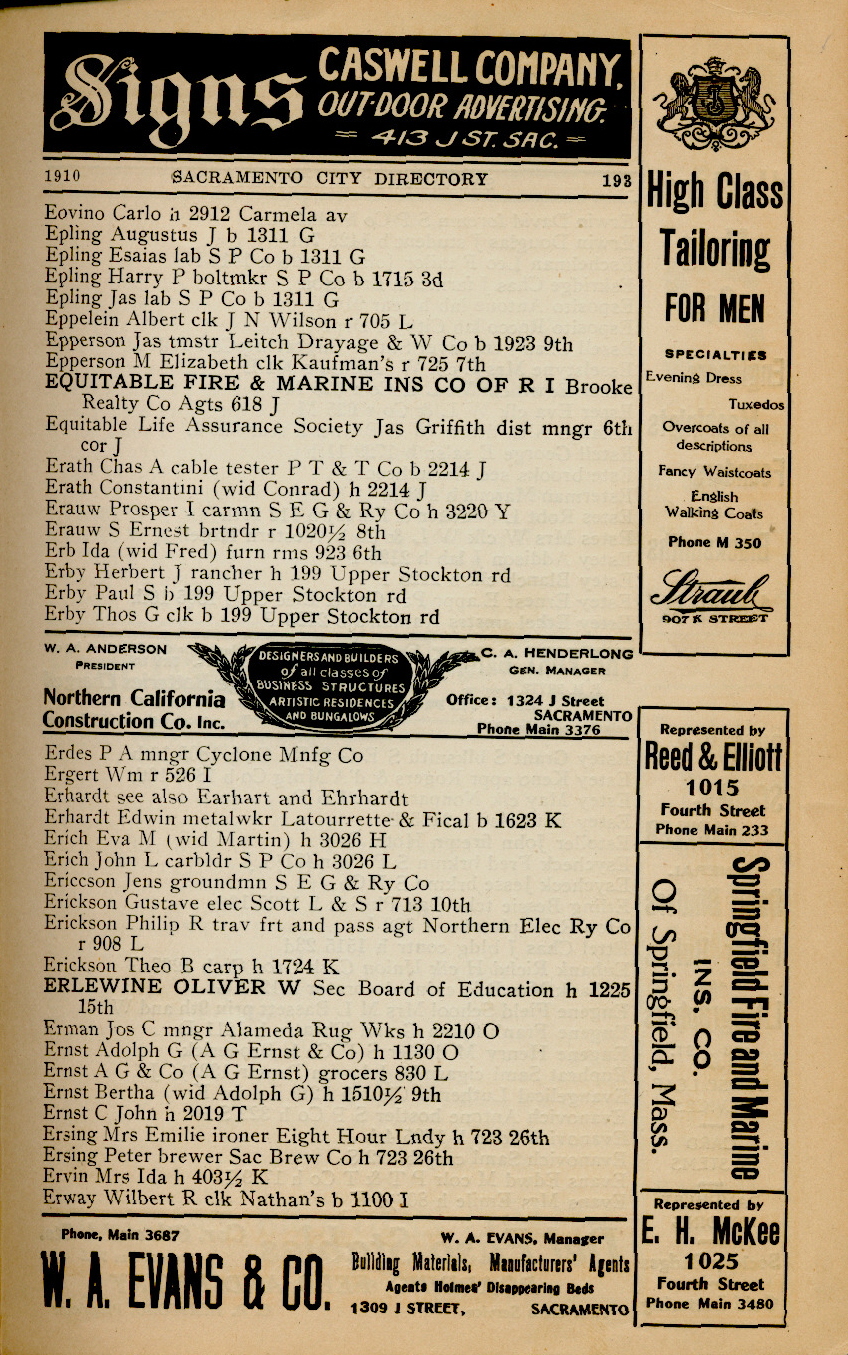 Signs
CASWELL COMPANY,
OUT-DOOR ADVERTISING.
= 413 J ST. SAC. =
1910 SACRAMENTO CITY DIRECTORY 193
Eovino Carlo h 2912 Carmela av
Epling Augustus J b 1311 G
Epling Esaias lab S P Co b 1311 G
Epling Harry P boltmkr S P Co b 1715 3d
Epling Jas lab S P Co b 1311 G
Eppelein Albert clk J N Wilson r 705 L
Epperson Jas tmstr Leitch Drayage & W Co b 1923 9th
Epperson M Elizabeth clk Kaufman's r 725 7th
EQUITABLE FIRE & MARINE INS CO OF R I Brooke
Realty Co Agts 618 J
Equitable Life Assurance Society Jas Griffith dist mngr 6th
cor J
Erath Chas A cable tester P T & T Co b 2214 J
Erath Constantini (wid Conrad) h 2214 J
Erauw Prosper I carmn S E G & Ry Co h 3220 Y
Erauw S Ernest brtndr r 1020½ 8th
Erb Ida (wid Fred) furn rms 923 6th
Erby Herbert J rancher h 199 Upper Stockton rd
Erby Paul S b 199 Upper Stockton rd
Erby Thos G clk b 199 Upper Stockton rd
W. A. ANDERSON
PRESIDENT
Northern California
Construction Co. Inc.
DESIGNERS AND BUILDERS
of all classes of
BUSINESS STRUCTURES
ARTISTIC RESIDENCES
AND BUNGALOWS
C. A. HENDERLONG
GEN. MANAGER
Office: 1324 J Street
SACRAMENTO
Phone Main 3376
Erdes P A mngr Cyclone Mnfg Co
Ergert Wm r 526 I
Erhardt see also Earhart and Ehrhardt
Erhardt Edwin metalwkr Latourrette & Fical b 1623 K
Erich Eva M (wid Martin) h 3026 H
Erich John L carbldr S P Co h 3026 L
Ericcson Jens groundmn S E G & Ry Co
Erickson Gustave elec Scott L & S r 713 10th
Erickson Philip R trav frt and pass agt Northern Elec Ry Co
r 908 L
Erickson Theo B carp h 1724 K
ERLEWINE OLIVER W Sec Board of Education h 1225
15th
Erman Jos C mngr Alameda Rug Wks h 2210 O
Ernst Adolph G (A G Ernst & Co) h 1130 O
Ernst A G & Co (A G Ernst) grocers 830 L
Ernst Bertha (wid Adolph G) h 1510½ 9th
Ernst C John h 2019 T
Ersing Mrs Emilie ironer Eight Hour Lndy h 723 26th
Ersing Peter brewer Sac Brew Co h 723 26th
Ervin Mrs Ida h 403½ K
Erway Wilbert R clk Nathan's b 1100 I
Phone, Main 3687
W. A. EVANS & CO.
W. A. EVANS, Manager
Building Materials, Manufacturers' Agents
Agents Holmes' Disappearing Beds
1309 J STREET, SACRAMENTO
High Class
Tailoring
FOR MEN
SPECIALTIES
Evening Dress
Tuxedos
Overcoats of all
descriptions
Fancy Waistcoats
English
Walking Coats
Phone M 350
Straub
907 K STREET
Represented by
Reed & Elliott
1015
Fourth Street
Phone Main 233
Springfield Fire and Marine
INS. CO.
Of Springfield, Mass.
Represented by
E. H. McKee
1025
Fourth Street
Phone Main 3480